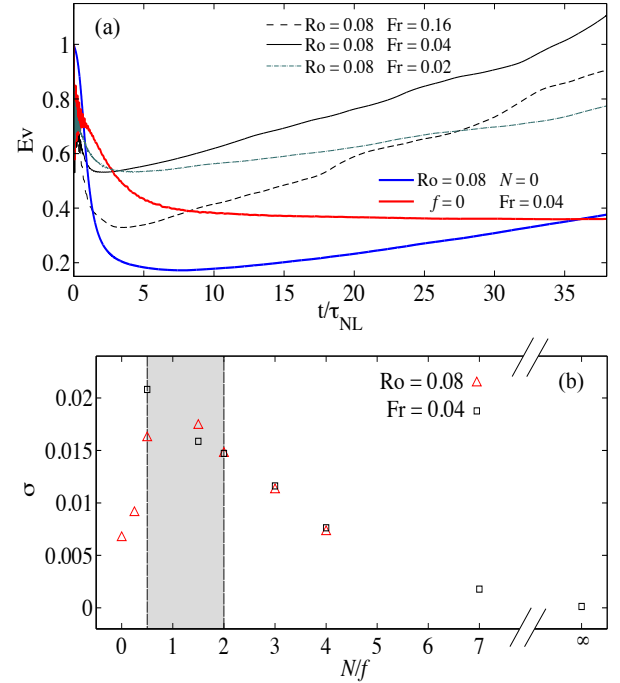 (a)
Ro = 0.08 Fr = 0.16
Ro = 0.08 Fr = 0.04
Ro = 0.08 Fr = 0.02
Ro = 0.08 N = 0
f = 0 Fr = 0.04
Ev
1
0.8
0.6
0.4
0.2
0 5 10 15 20 25 30 35
t/τNL
(b)
Ro = 0.08
Fr = 0.04
σ
0.02
0.015
0.01
0.005
0
0 1 2 3 4 5 6 7 ∞
N/f